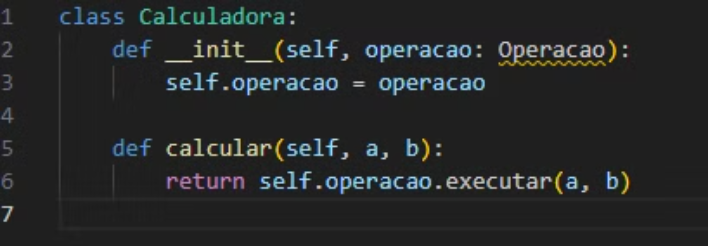 1 class Calculadora:
2     def __init__(self, operacao: Operacao):
3         self.operacao = operacao
4
5     def calcular(self, a, b):
6         return self.operacao.executar(a, b)
7